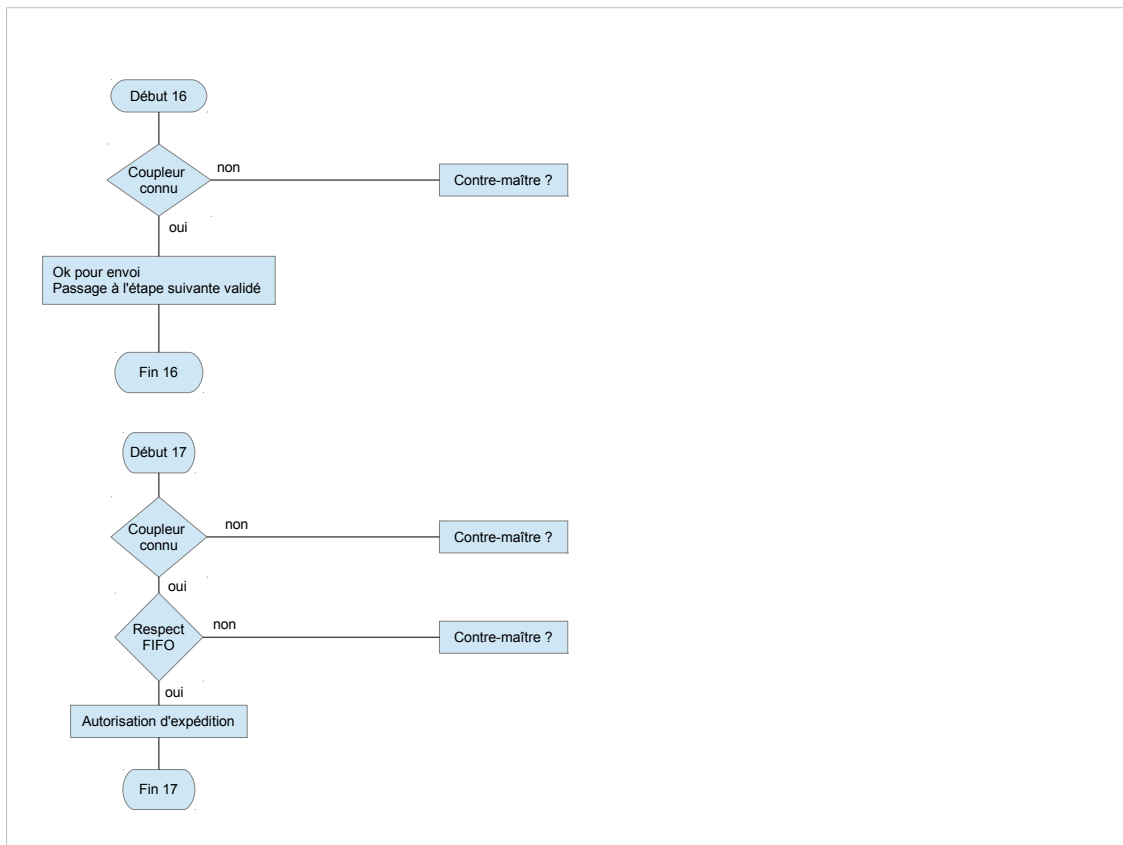 Début 16
Coupleur
connu
non
Contre-maître ?
oui
Ok pour envoi
Passage à l'étape suivante validé
Fin 16
Début 17
Coupleur
connu
non
Contre-maître ?
oui
Respect
FIFO
non
Contre-maître ?
oui
Autorisation d'expédition
Fin 17